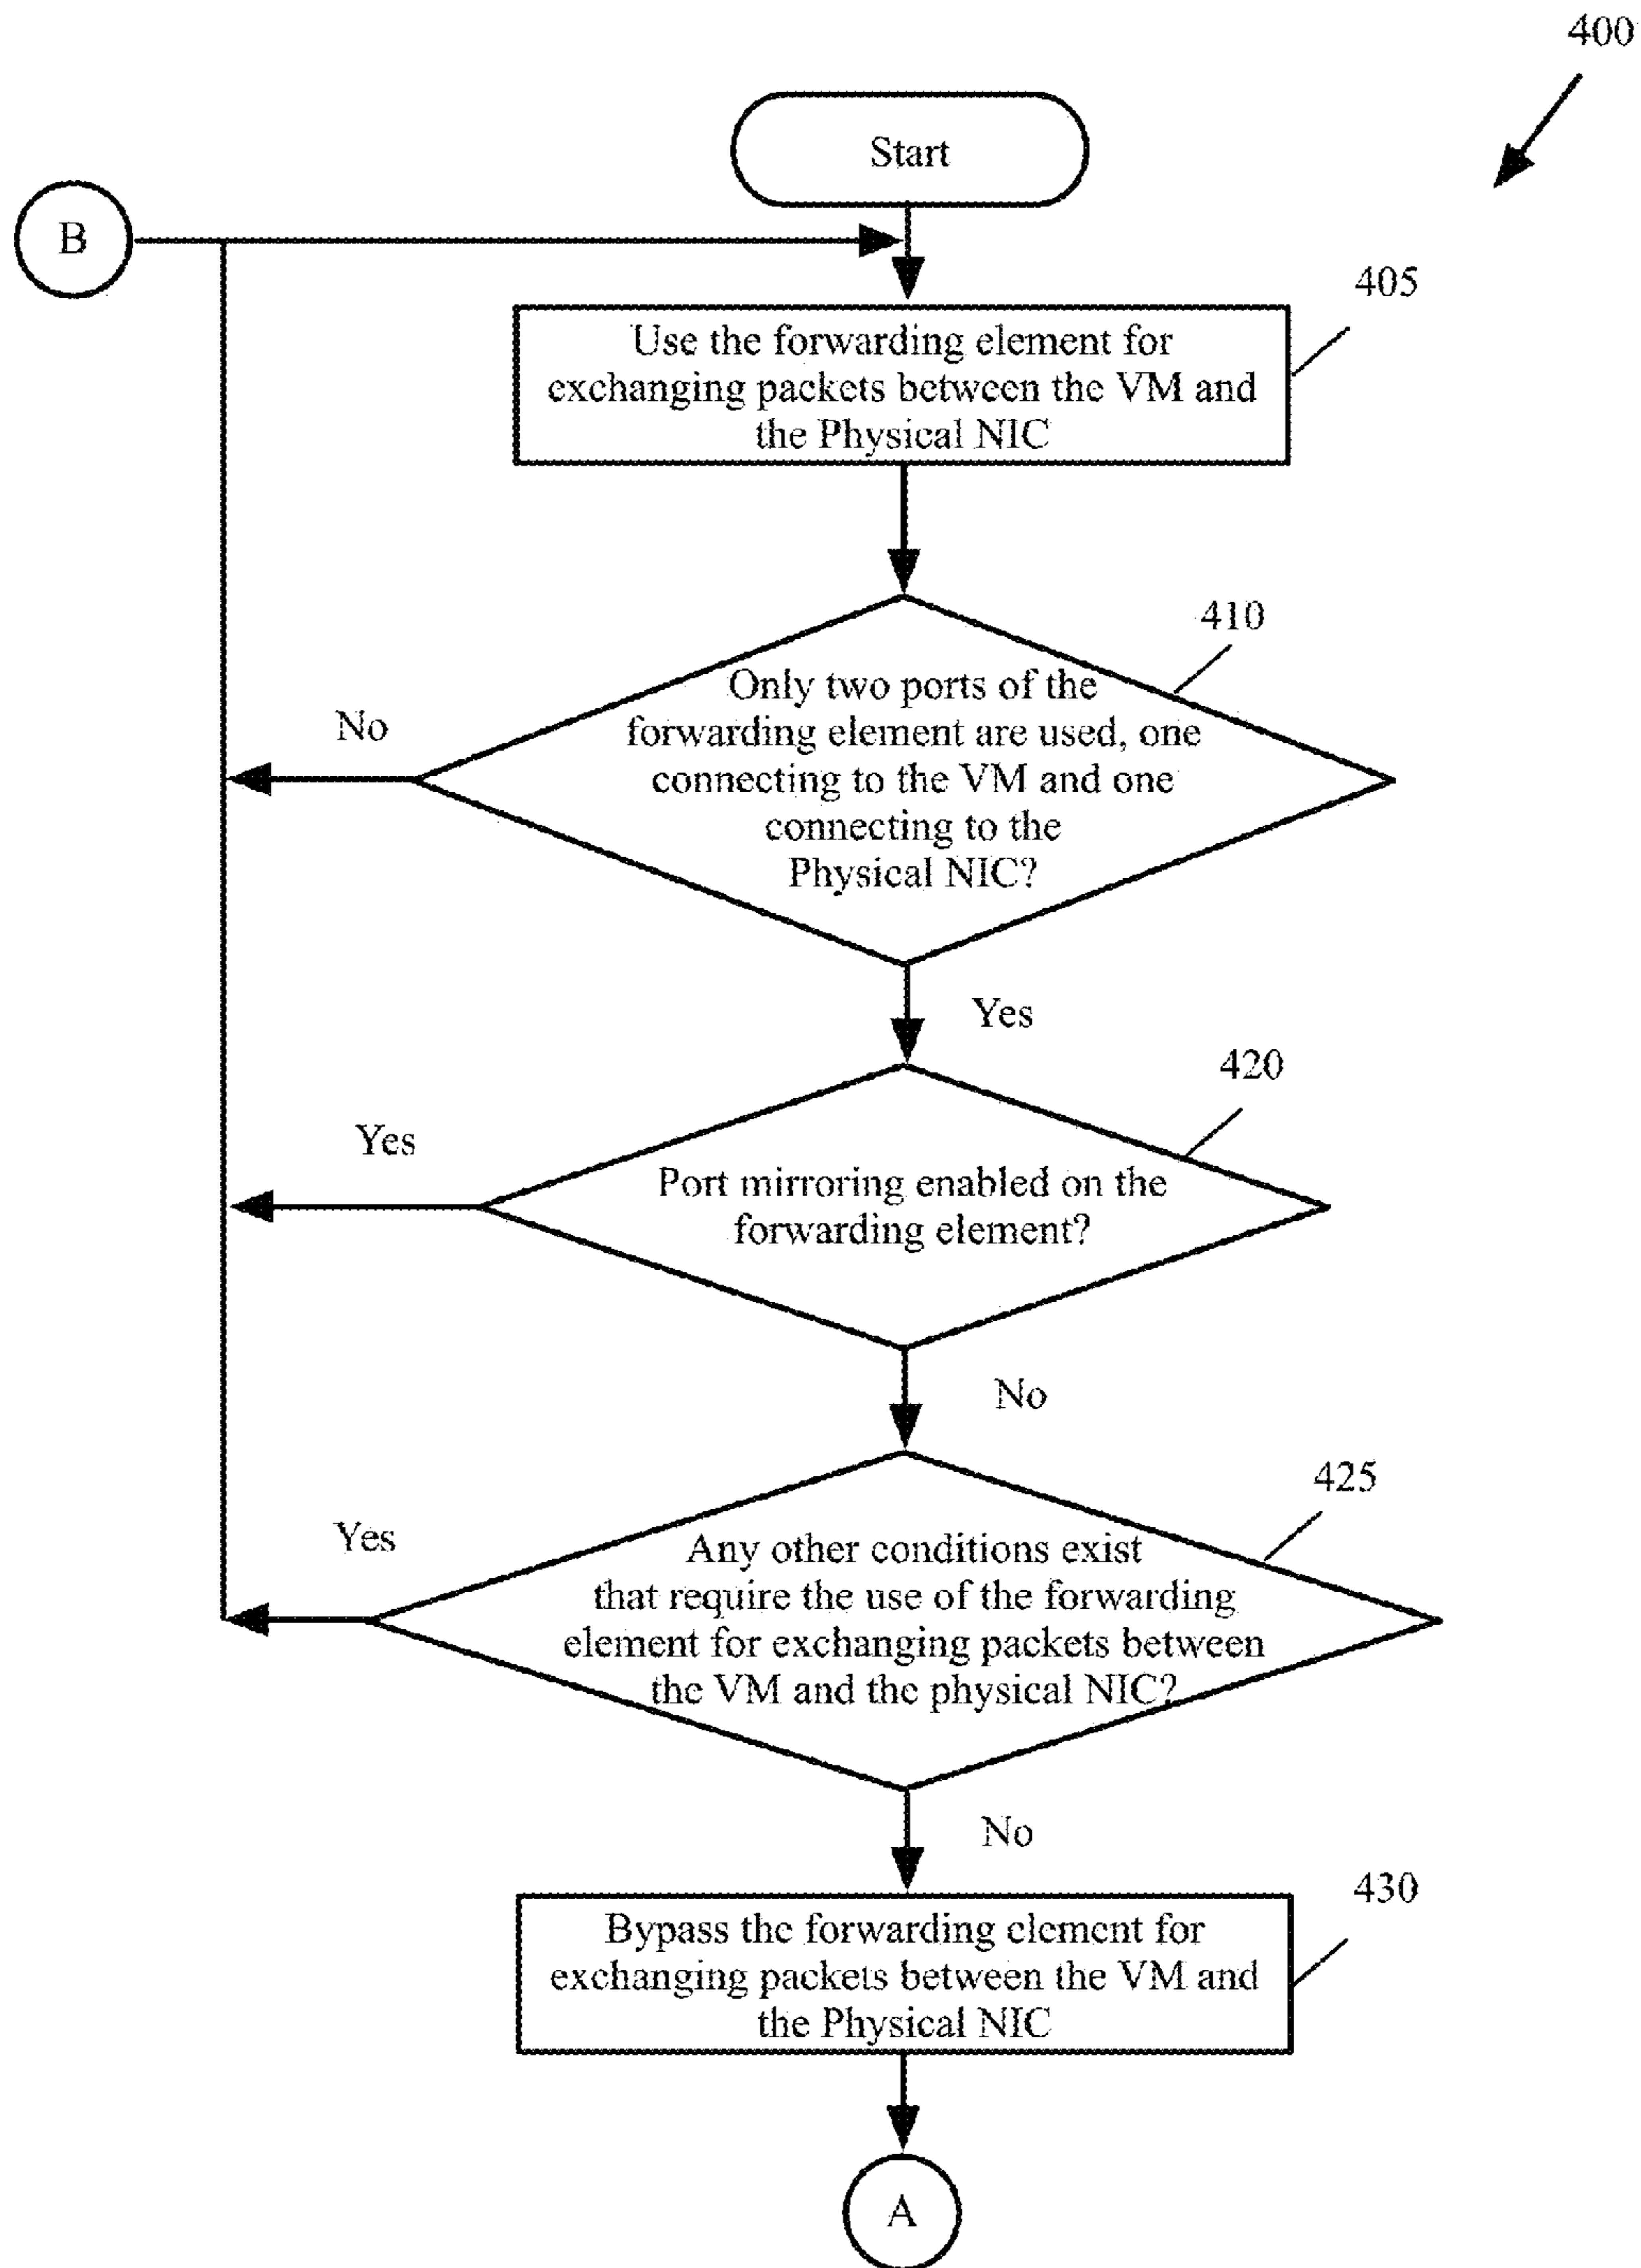 400
Start
B
405
Use the forwarding element for
exchanging packets between the VM and
the Physical NIC
410
Only two ports of the
forwarding element are used, one
connecting to the VM and one
connecting to the
Physical NIC?
No
Yes
420
Port mirroring enabled on the
forwarding element?
Yes
No
425
Any other conditions exist
that require the use of the forwarding
element for exchanging packets between
the VM and the physical NIC?
Yes
No
430
Bypass the forwarding element for
exchanging packets between the VM and
the Physical NIC
A